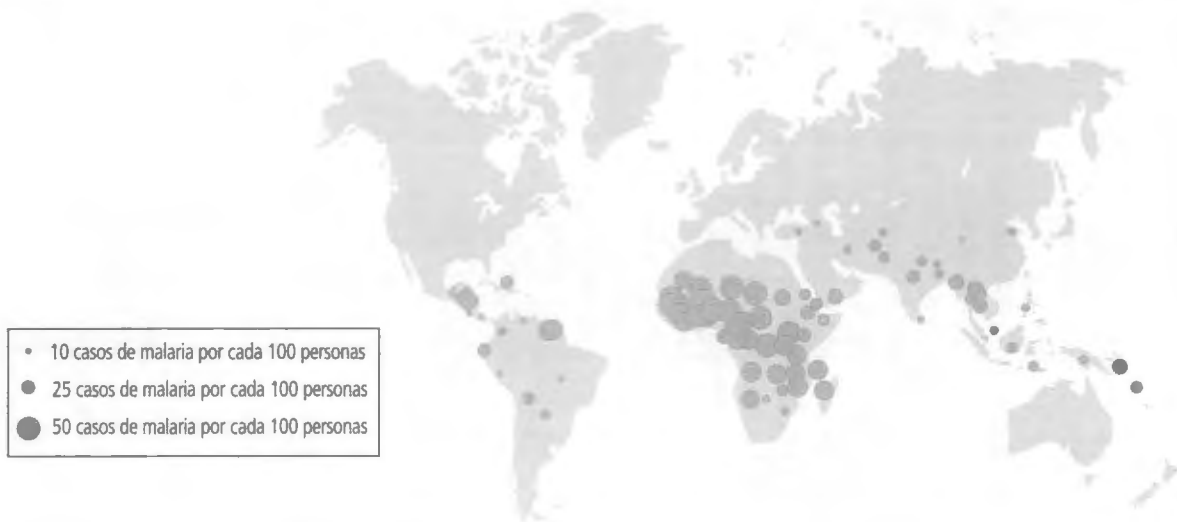 10 casos de malaria por cada 100 personas
25 casos de malaria por cada 100 personas
50 casos de malaria por cada 100 personas